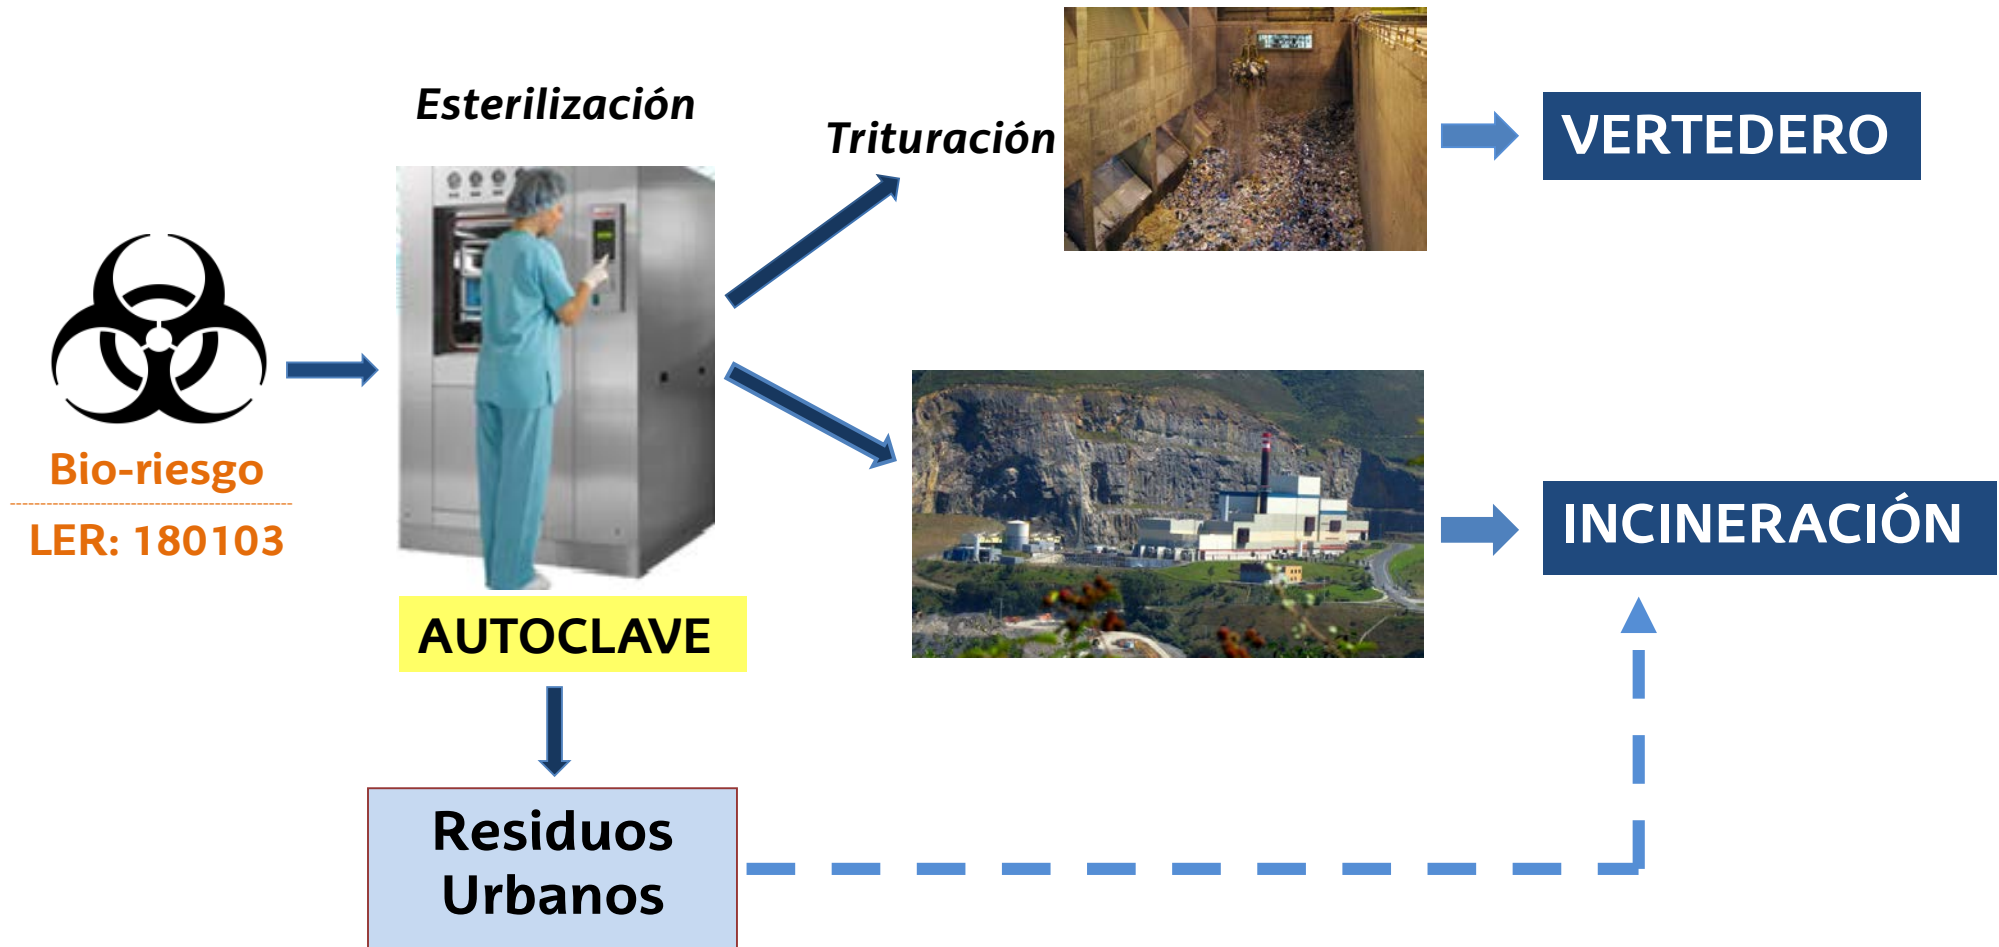 Esterilización
Trituración
VERTEDERO
Bio-riesgo
LER: 180103
INCINERACIÓN
AUTOCLAVE
Residuos
Urbanos